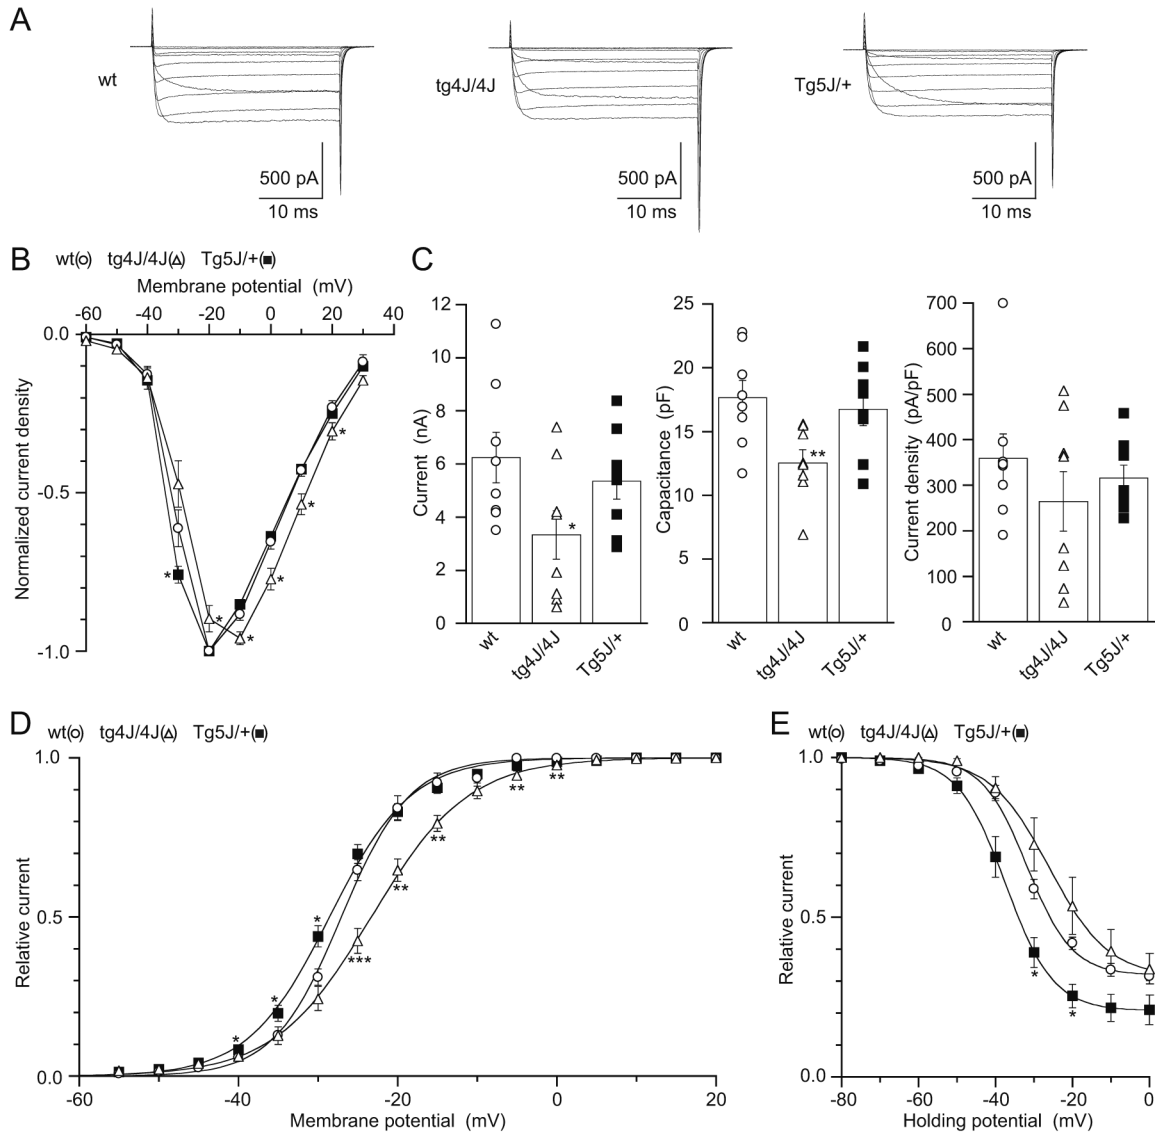 A
wt
tg4J/4J
Tg5J/+
500 pA
10 ms
500 pA
10 ms
500 pA
10 ms
B
wt(○) tg4J/4J(△) Tg5J/+(■)
Membrane potential (mV)
-60 -40 -20 0 20 40
0.0
-0.5
-1.0
Normalized current density
* * * * * *
*
C
12
10
8
6
4
2
0
Current (nA)
*
wt tg4J/4J Tg5J/+
25
20
15
10
5
0
Capacitance (pF)
**
wt tg4J/4J Tg5J/+
700
600
500
400
300
200
100
0
Current density (pA/pF)
wt tg4J/4J Tg5J/+
D
wt(○) tg4J/4J(△) Tg5J/+(■)
1.0
0.5
0.0
Relative current
* * * *** ** ** ** **
-60 -40 -20 0 20
Membrane potential (mV)
E
wt(○) tg4J/4J(△) Tg5J/+(■)
1.0
0.5
0.0
Relative current
* *
-80 -60 -40 -20 0
Holding potential (mV)